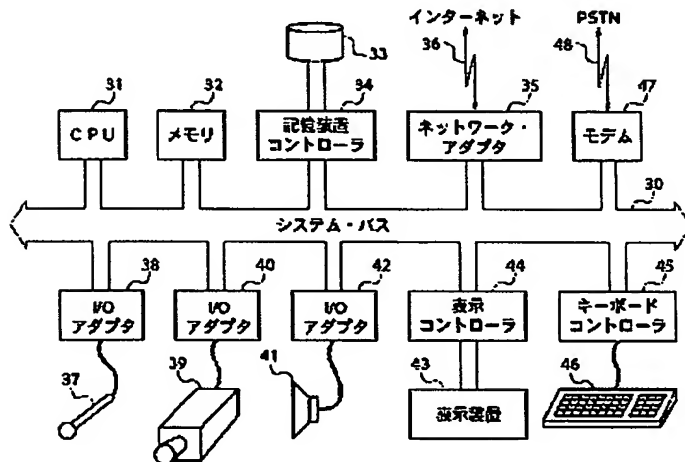 インターネット
PSTN
33
36
48
31
32
34
35
47
CPU
メモリ
記憶装置
コントローラ
ネットワーク・
アダプタ
モデム
30
システム・バス
38
40
42
44
45
I/O
アダプタ
I/O
アダプタ
I/O
アダプタ
表示
コントローラ
キーボード
コントローラ
37
39
41
43
46
表示装置